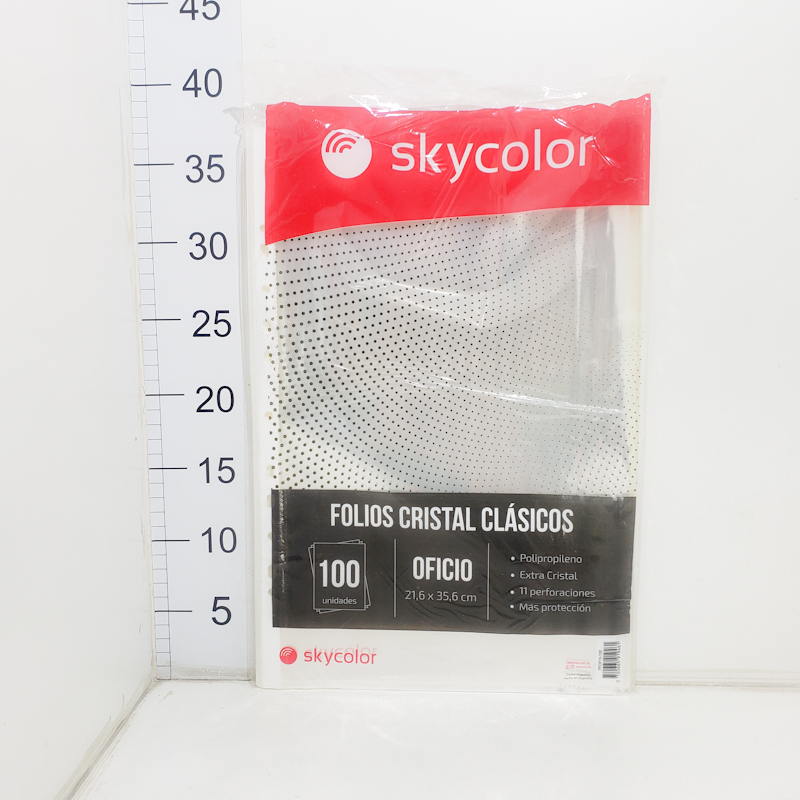 45
40
35
30
25
20
15
10
5
skycolor
FOLIOS CRISTAL CLÁSICOS
100
unidades
OFICIO
21,6 x 35,6 cm
• Polipropileno
• Extra Cristal
• 11 perforaciones
• Más protección
skycolor